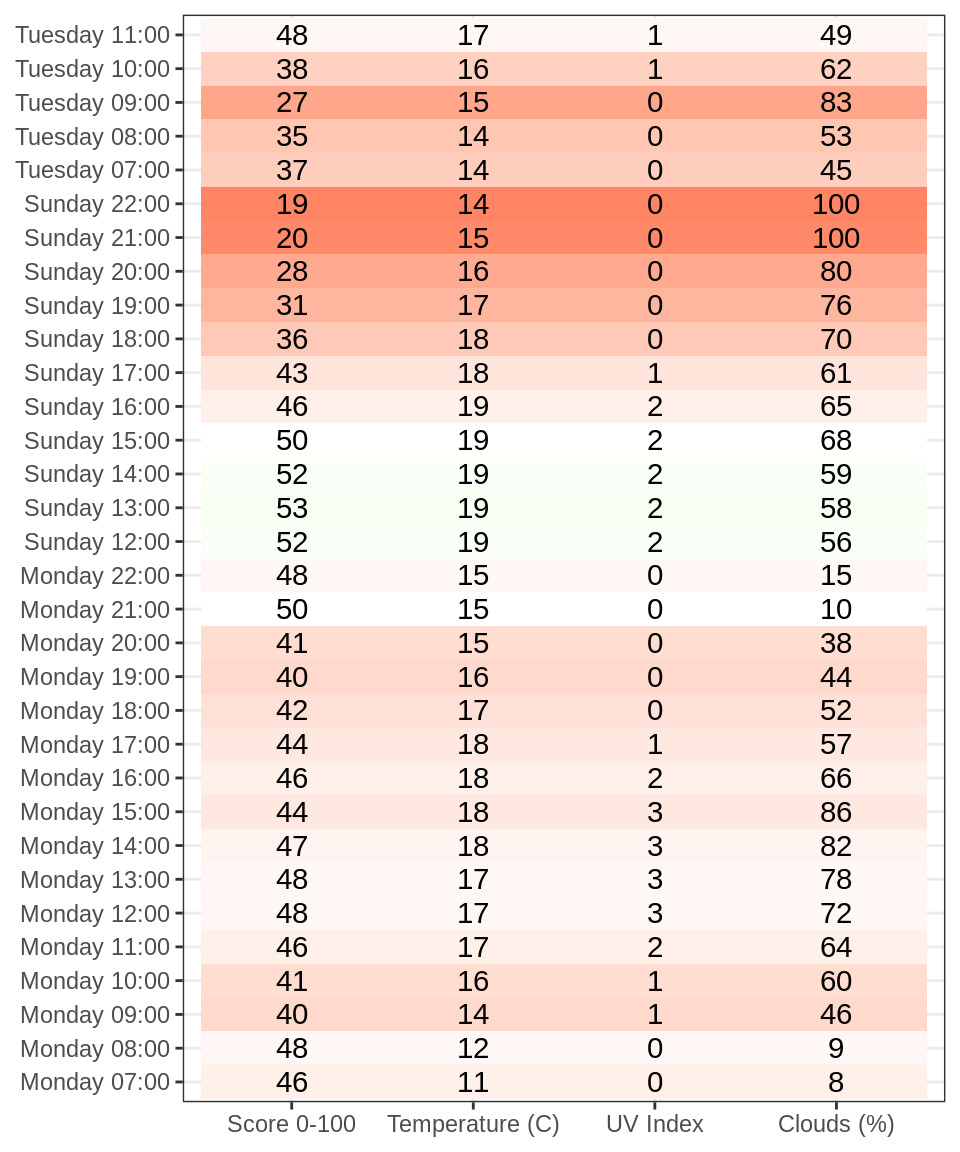 Tuesday 11:00 48 17 1 49
Tuesday 10:00 38 16 1 62
Tuesday 09:00 27 15 0 83
Tuesday 08:00 35 14 0 53
Tuesday 07:00 37 14 0 45
Sunday 22:00 19 14 0 100
Sunday 21:00 20 15 0 100
Sunday 20:00 28 16 0 80
Sunday 19:00 31 17 0 76
Sunday 18:00 36 18 0 70
Sunday 17:00 43 18 1 61
Sunday 16:00 46 19 2 65
Sunday 15:00 50 19 2 68
Sunday 14:00 52 19 2 59
Sunday 13:00 53 19 2 58
Sunday 12:00 52 19 2 56
Monday 22:00 48 15 0 15
Monday 21:00 50 15 0 10
Monday 20:00 41 15 0 38
Monday 19:00 40 16 0 44
Monday 18:00 42 17 0 52
Monday 17:00 44 18 1 57
Monday 16:00 46 18 2 66
Monday 15:00 44 18 3 86
Monday 14:00 47 18 3 82
Monday 13:00 48 17 3 78
Monday 12:00 48 17 3 72
Monday 11:00 46 17 2 64
Monday 10:00 41 16 1 60
Monday 09:00 40 14 1 46
Monday 08:00 48 12 0 9
Monday 07:00 46 11 0 8
Score 0-100 Temperature (C) UV Index Clouds (%)